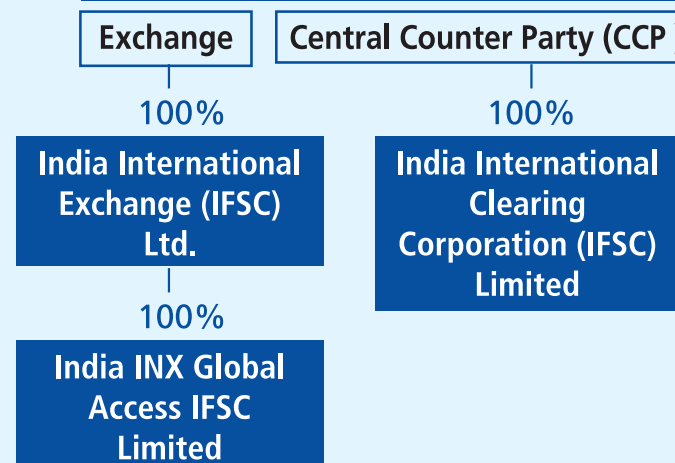 Exchange
100%
India International
Exchange (IFSC)
Ltd.
100%
India INX Global
Access IFSC
Limited
Central Counter Party (CCP )
100%
India International
Clearing
Corporation (IFSC)
Limited